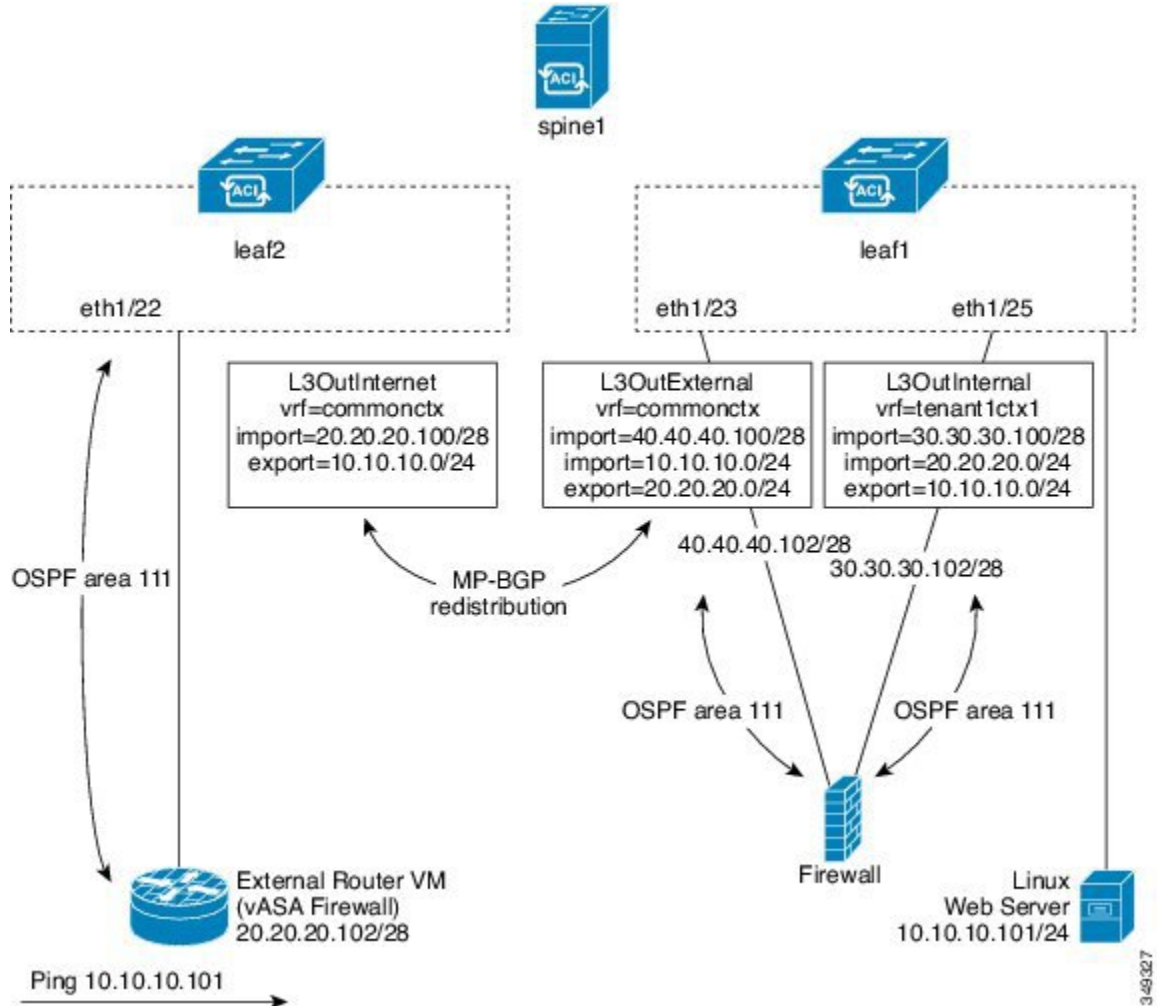 ACI
spine1
ACI
leaf2
ACI
leaf1
eth1/22
eth1/23
eth1/25
L3OutInternet
vrf=commonctx
import=20.20.20.100/28
export=10.10.10.0/24
L3OutExternal
vrf=commonctx
import=40.40.40.100/28
import=10.10.10.0/24
export=20.20.20.0/24
L3OutInternal
vrf=tenant1ctx1
import=30.30.30.100/28
import=20.20.20.0/24
export=10.10.10.0/24
40.40.40.102/28
30.30.30.102/28
OSPF area 111
MP-BGP
redistribution
OSPF area 111
OSPF area 111
Firewall
External Router VM
(vASA Firewall)
20.20.20.102/28
Linux
Web Server
10.10.10.101/24
Ping 10.10.10.101
349327